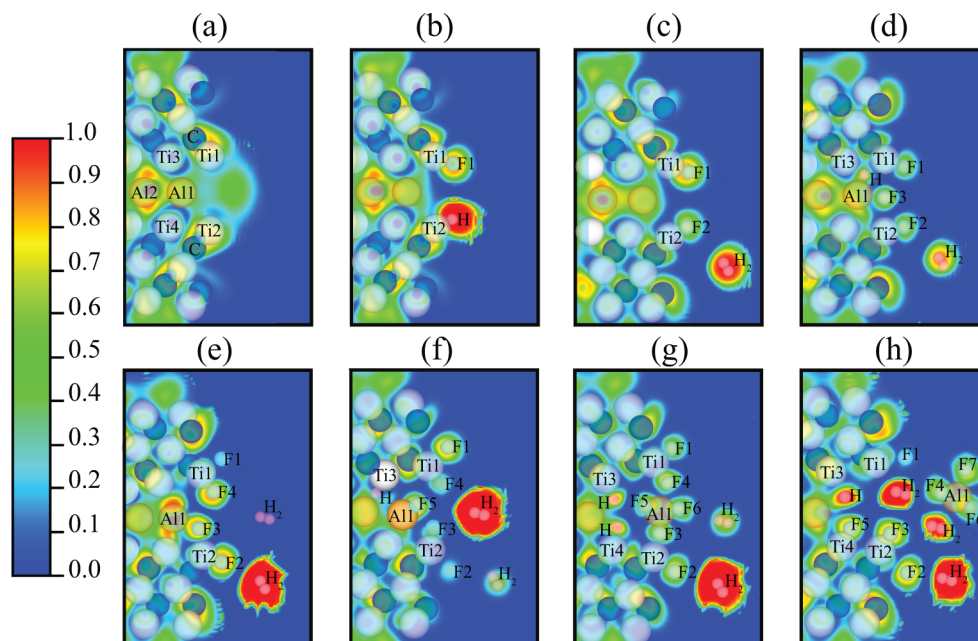 (a) (b) (c) (d)
1.0
0.9
0.8
0.7
0.6
0.5
0.4
0.3
0.2
0.1
0.0
C
Ti3 Ti1
Al2 Al1
Ti4 Ti2
C
Ti1 F1
H
Ti2
Ti1 F1
Ti2 F2
H2
Ti3 Ti1 F1
H
Al1 F3
Ti2 F2
H2
(e) (f) (g) (h)
F1
Ti1
F4
Al1 H2
F3
Ti2 F2
H2
F1
Ti1
Ti3 F4
H
F5 H2
Al1
F3
Ti2
F2 H2
F1
Ti1
Ti3 F4
H F5 F6
Al1 H2
H F3
Ti4 Ti2
F2 H2
F1
Ti3 Ti1 F7
H H2 F4 Al1
F5 F3 H2 F6
Ti4 Ti2
F2 H2